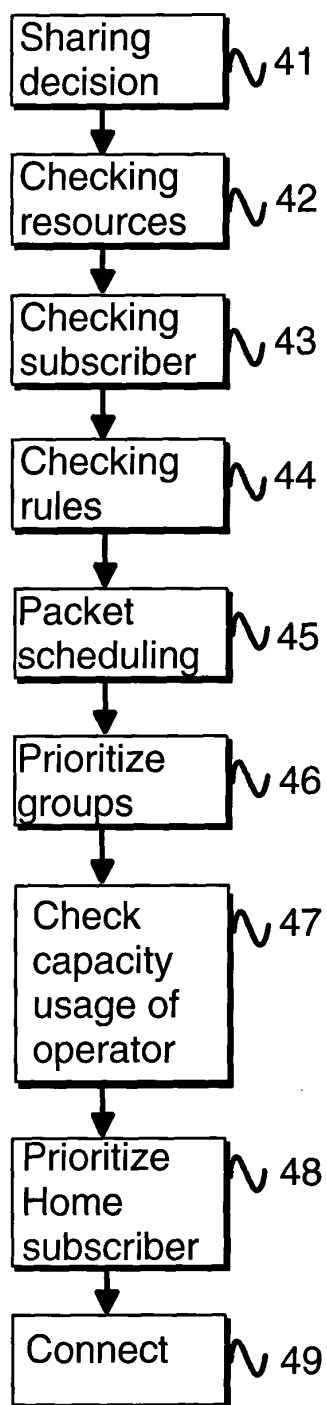 Sharing
decision
41
Checking
resources
42
Checking
subscriber
43
Checking
rules
44
Packet
scheduling
45
Prioritize
groups
46
Check
capacity
usage of
operator
47
Prioritize
Home
subscriber
48
Connect
49